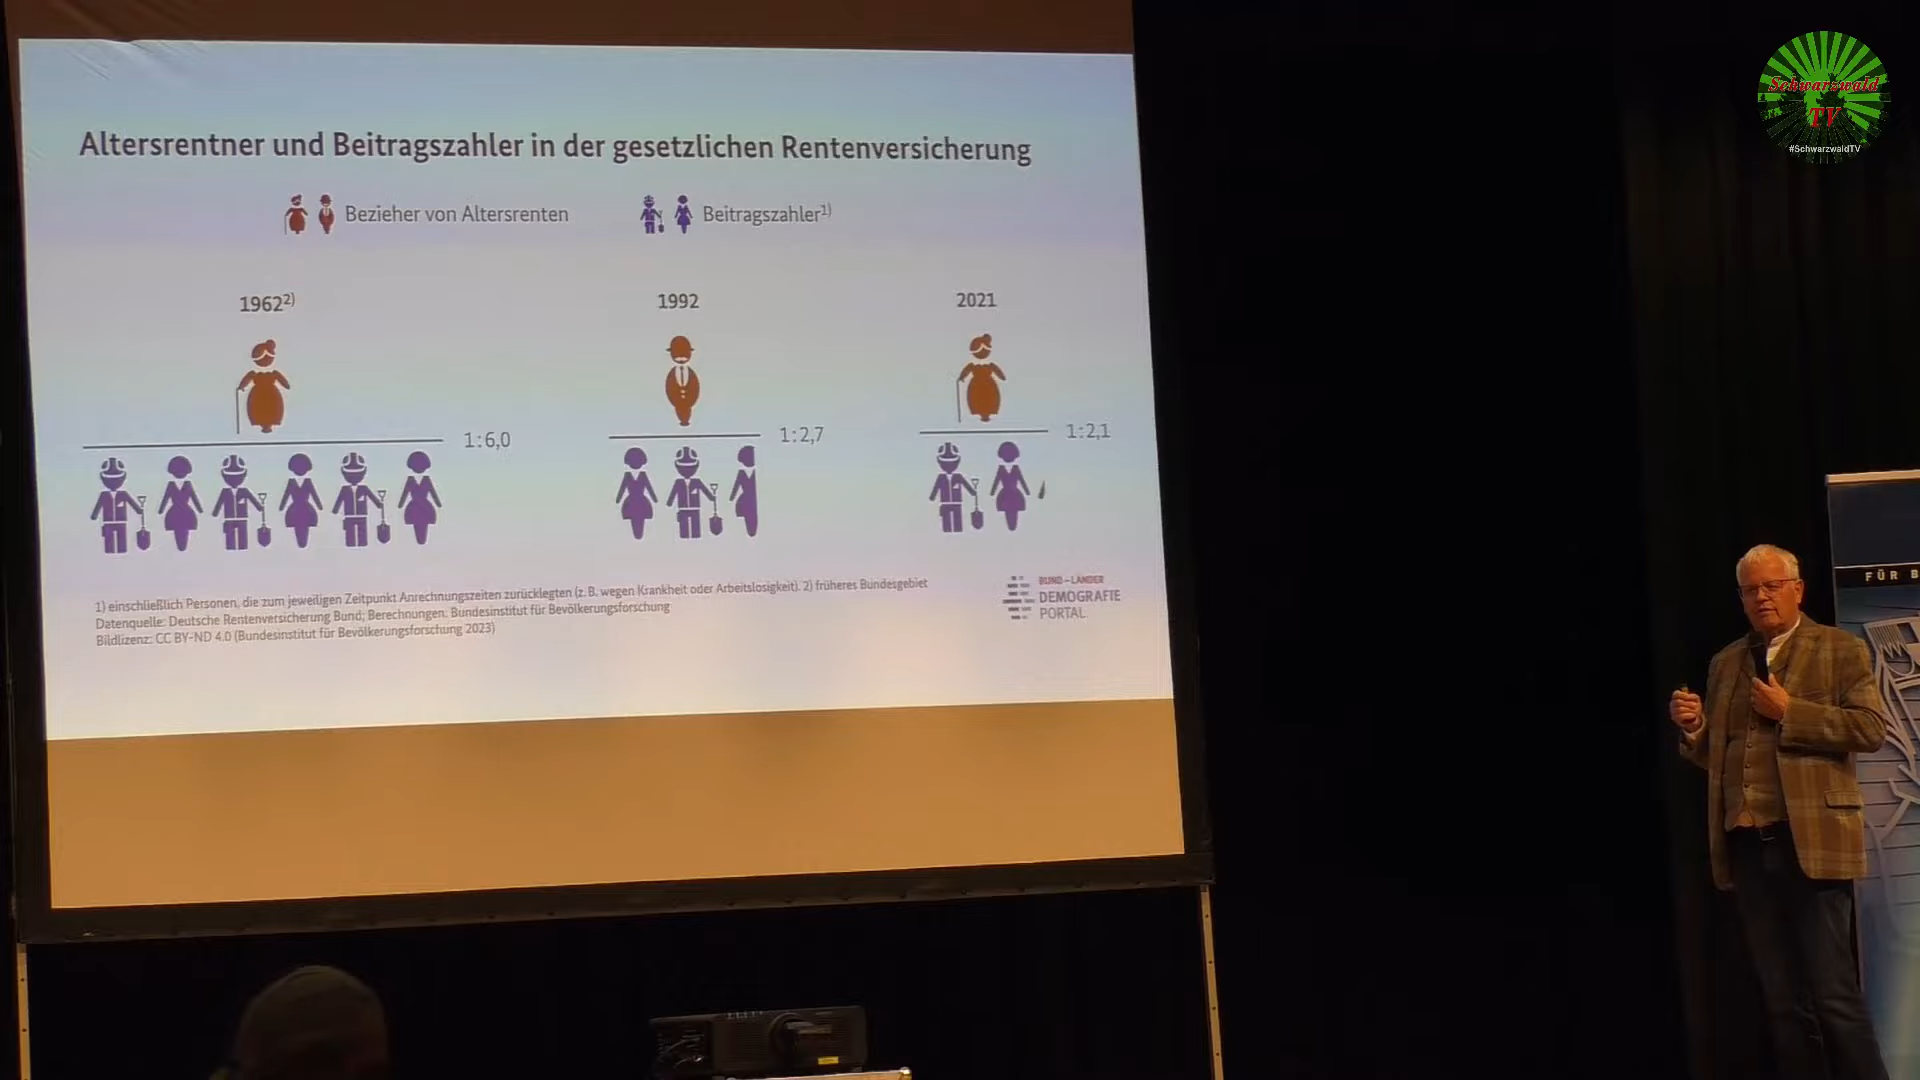 Schwarzwald
TV
#SchwarzwaldTV
Altersrentner und Beitragszahler in der gesetzlichen Rentenversicherung
Bezieher von Altersrenten
Beitragszahler1)
19622)
1992
2021
1:6,0
1:2,7
1:2,1
1) einschließlich Personen, die zum jeweiligen Zeitpunkt Anrechnungszeiten zurücklegten (z. B. wegen Krankheit oder Arbeitslosigkeit). 2) früheres Bundesgebiet
Datenquelle: Deutsche Rentenversicherung Bund; Berechnungen: Bundesinstitut für Bevölkerungsforschung
Bildlizenz: CC BY-ND 4.0 (Bundesinstitut für Bevölkerungsforschung 2023)
BUND-LÄNDER
DEMOGRAFIE
PORTAL
FÜR B